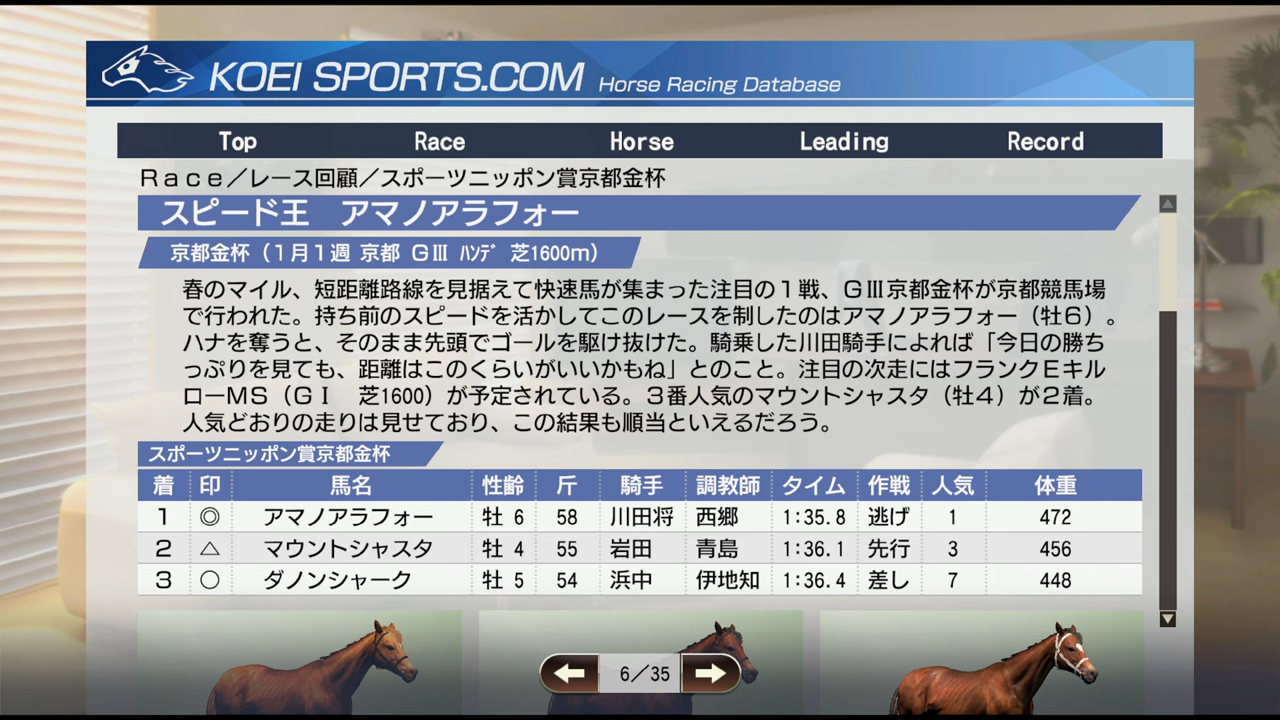 KOEI SPORTS.COM Horse Racing Database
Top Race Horse Leading Record
Ｒａｃｅ／レース回顧／スポーツニッポン賞京都金杯
スピード王　アマノアラフォー
京都金杯（１月１週 京都 ＧⅢ ﾊﾝﾃﾞ 芝1600ｍ）
春のマイル、短距離路線を見据えて快速馬が集まった注目の１戦、ＧⅢ京都金杯が京都競馬場
で行われた。持ち前のスピードを活かしてこのレースを制したのはアマノアラフォー（牡６）。
ハナを奪うと、そのまま先頭でゴールを駆け抜けた。騎乗した川田騎手によれば「今日の勝ち
っぷりを見ても、距離はこのくらいがいいかもね」とのこと。注目の次走にはフランクＥキル
ローＭＳ（ＧⅠ　芝1600）が予定されている。３番人気のマウントシャスタ（牡４）が２着。
人気どおりの走りは見せており、この結果も順当といえるだろう。
スポーツニッポン賞京都金杯
着 印 馬名 性齢 斤 騎手 調教師 タイム 作戦 人気 体重
1 ◎ アマノアラフォー 牡 6 58 川田将 西郷 1:35.8 逃げ 1 472
2 △ マウントシャスタ 牡 4 55 岩田 青島 1:36.1 先行 3 456
3 ○ ダノンシャーク 牡 5 54 浜中 伊地知 1:36.4 差し 7 448
6／35